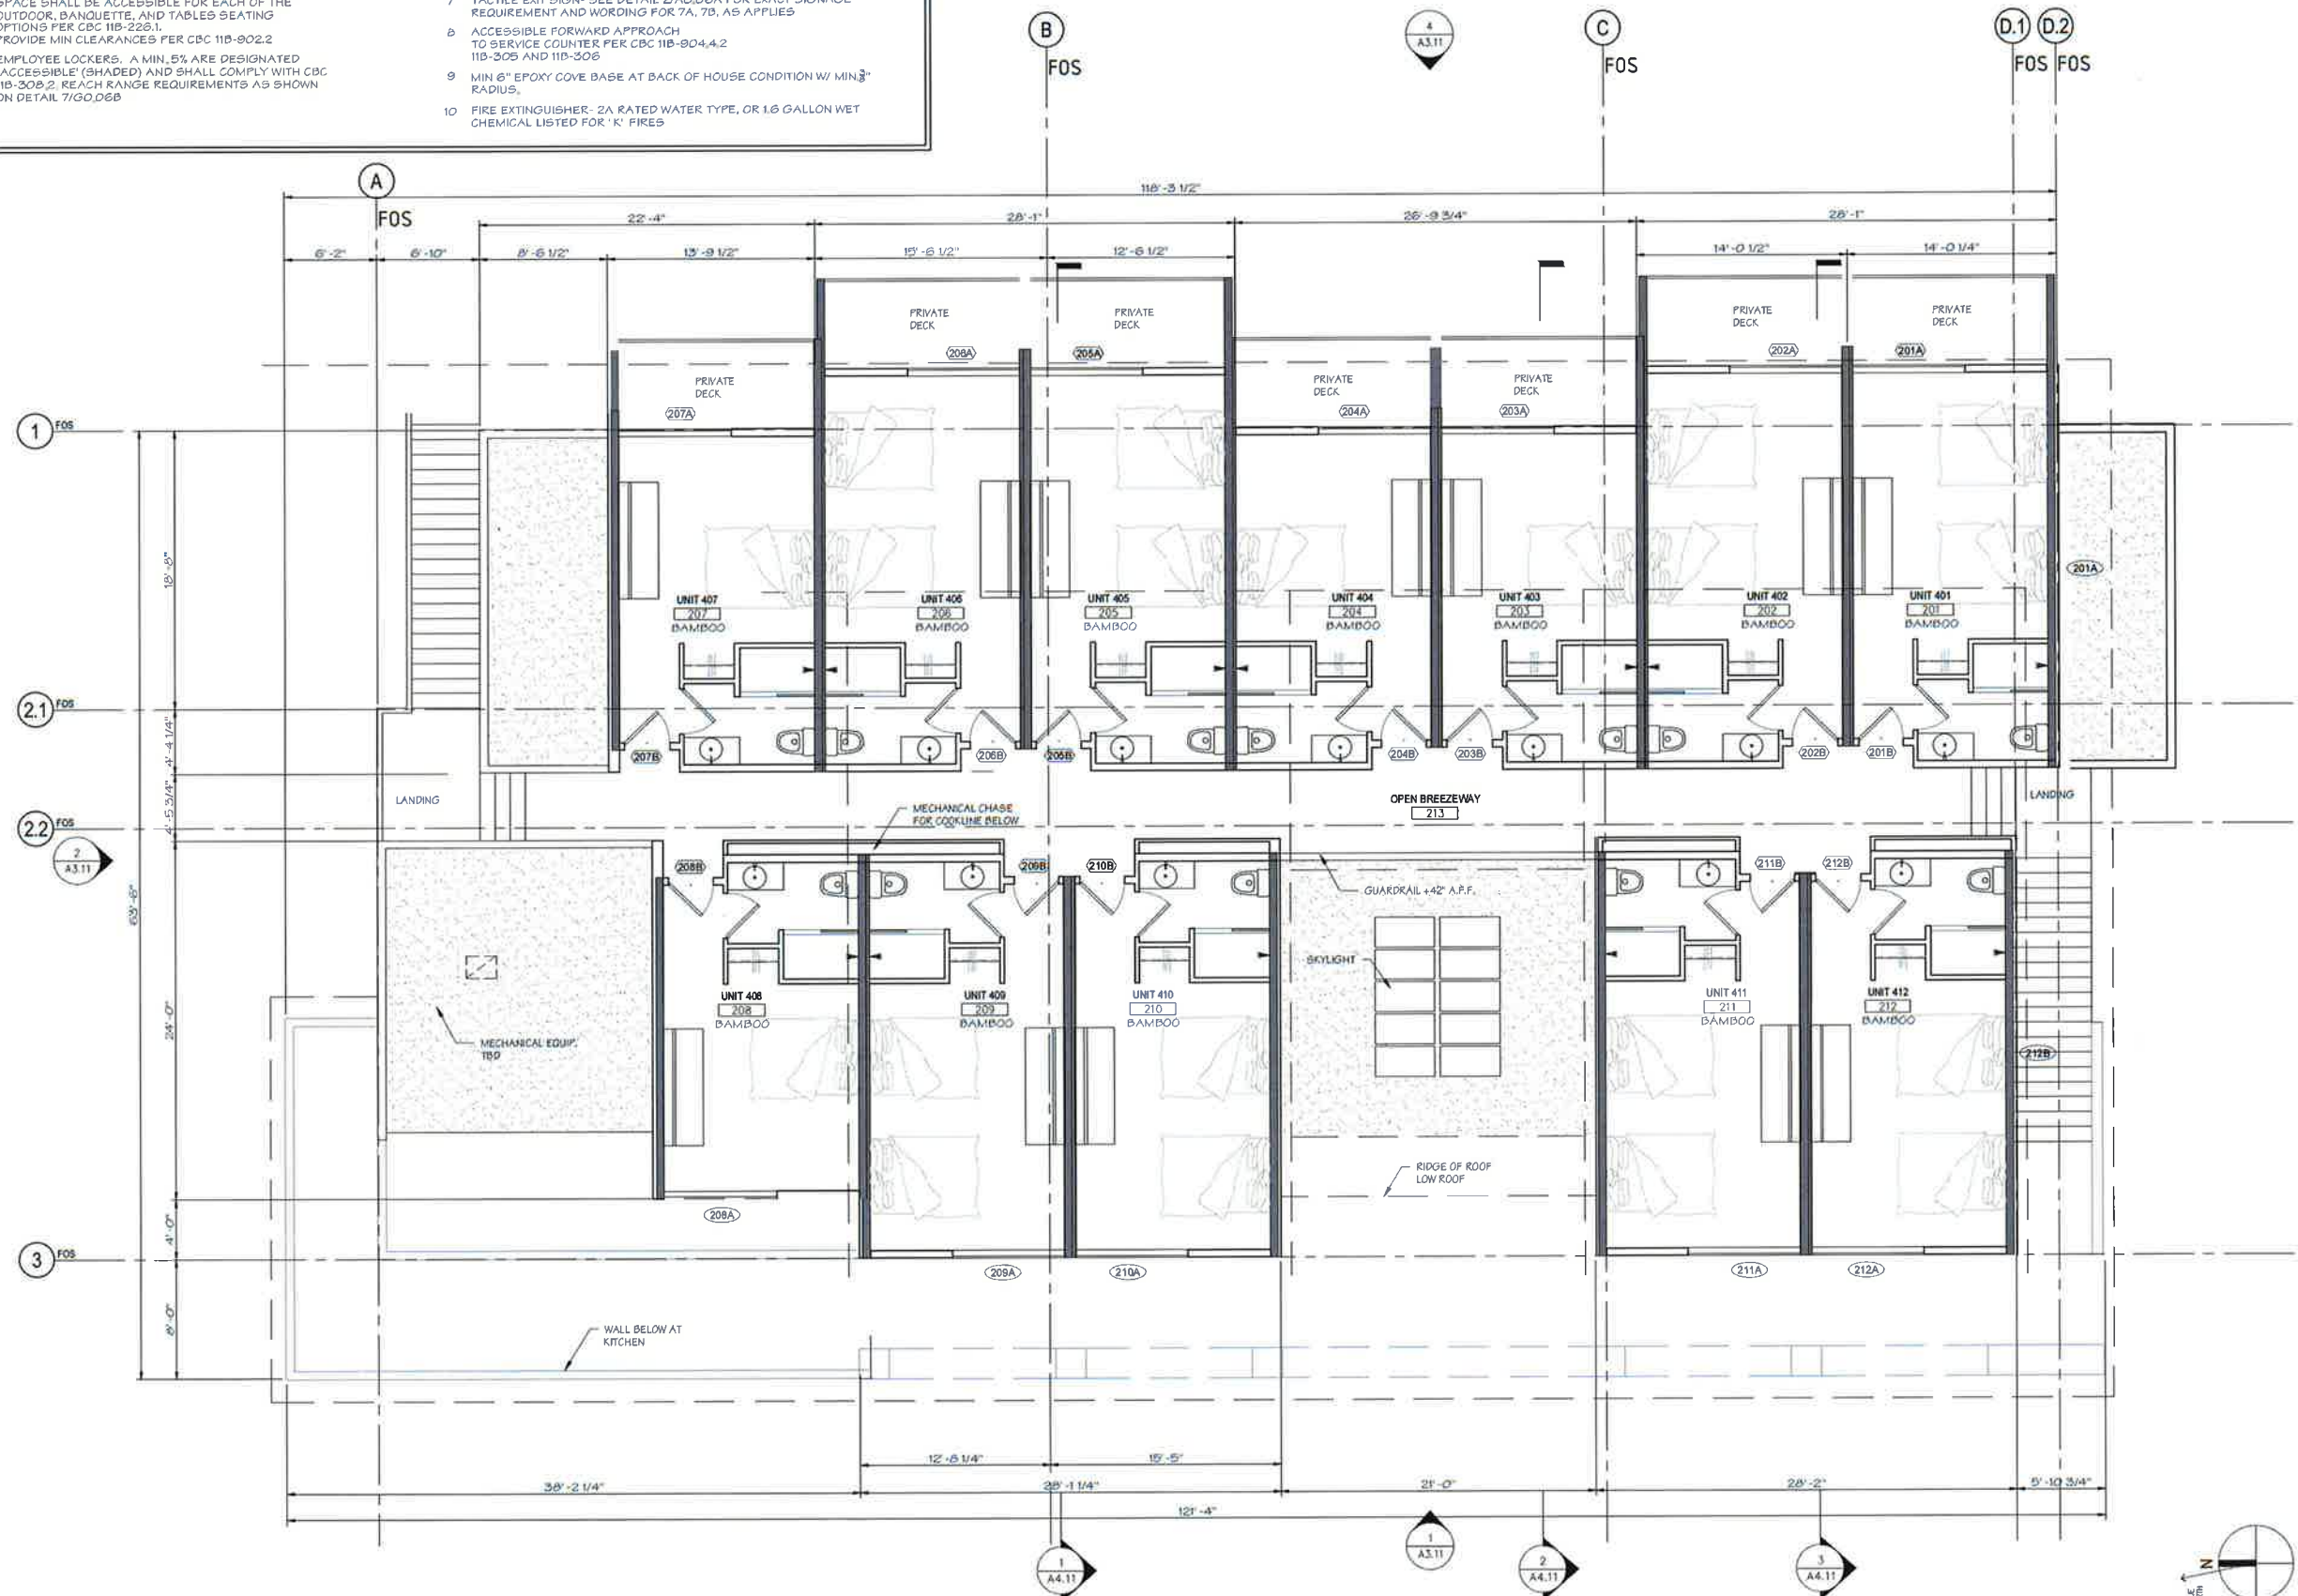 SPACE SHALL BE ACCESSIBLE FOR EACH OF THE
OUTDOOR, BANQUETTE, AND TABLES SEATING
OPTIONS PER CBC 11B-226.1.
PROVIDE MIN CLEARANCES PER CBC 11B-902.2
EMPLOYEE LOCKERS. A MIN. 5% ARE DESIGNATED
'ACCESSIBLE' (SHADED) AND SHALL COMPLY WITH CBC
11B-308.2. REACH RANGE REQUIREMENTS AS SHOWN
ON DETAIL 7/G0.06B
7 TACTILE EXIT SIGN- SEE DETAIL
REQUIREMENT AND WORDING FOR 7A, 7B, AS APPLIES
8 ACCESSIBLE FORWARD APPROACH
TO SERVICE COUNTER PER CBC 11B-904.4.2
11B-305 AND 11B-306
9 MIN 6" EPOXY COVE BASE AT BACK OF HOUSE CONDITION W/ MIN
RADIUS.
10 FIRE EXTINGUISHER- 2A RATED WATER TYPE, OR 1.6 GALLON WET
CHEMICAL LISTED FOR 'K' FIRES
B
FOS
4
A3.11
C
FOS
D.1 D.2
FOS FOS
A
FOS
118'-3 1/2"
22'-4"
28'-1"
26'-9 3/4"
28'-1"
6'-2"
6'-10"
8'-6 1/2"
13'-9 1/2"
15'-6 1/2"
12'-6 1/2"
14'-0 1/2"
14'-0 1/4"
PRIVATE
DECK
PRIVATE
DECK
PRIVATE
DECK
PRIVATE
DECK
206A
205A
202A
201A
PRIVATE
DECK
PRIVATE
DECK
PRIVATE
DECK
207A
204A
203A
1 FOS
18'-8"
201A
UNIT 407
207
BAMBOO
UNIT 406
206
BAMBOO
UNIT 405
205
BAMBOO
UNIT 404
204
BAMBOO
UNIT 403
203
BAMBOO
UNIT 402
202
BAMBOO
UNIT 401
201
BAMBOO
2.1 FOS
4'-4 1/4"
207B
206B
205B
204B
203B
202B
201B
4'-5 3/4"
LANDING
MECHANICAL CHASE
FOR COOKLINE BELOW
OPEN BREEZEWAY
213
LANDING
2.2 FOS
2
A3.11
63'-6"
208B
209B
210B
211B
212B
GUARDRAIL +42" A.F.F.
SKYLIGHT
UNIT 408
208
BAMBOO
UNIT 409
209
BAMBOO
UNIT 410
210
BAMBOO
UNIT 411
211
BAMBOO
UNIT 412
212
BAMBOO
24'-0"
MECHANICAL EQUIP.
TBD
212B
RIDGE OF ROOF
LOW ROOF
208A
4'-0"
3 FOS
209A
210A
211A
212A
8'-0"
WALL BELOW AT
KITCHEN
12'-8 1/4"
15'-5"
38'-2 1/4"
28'-1 1/4"
21'-0"
28'-2"
5'-10 3/4"
121'-4"
1
A4.11
1
A3.11
2
A4.11
3
A4.11
N